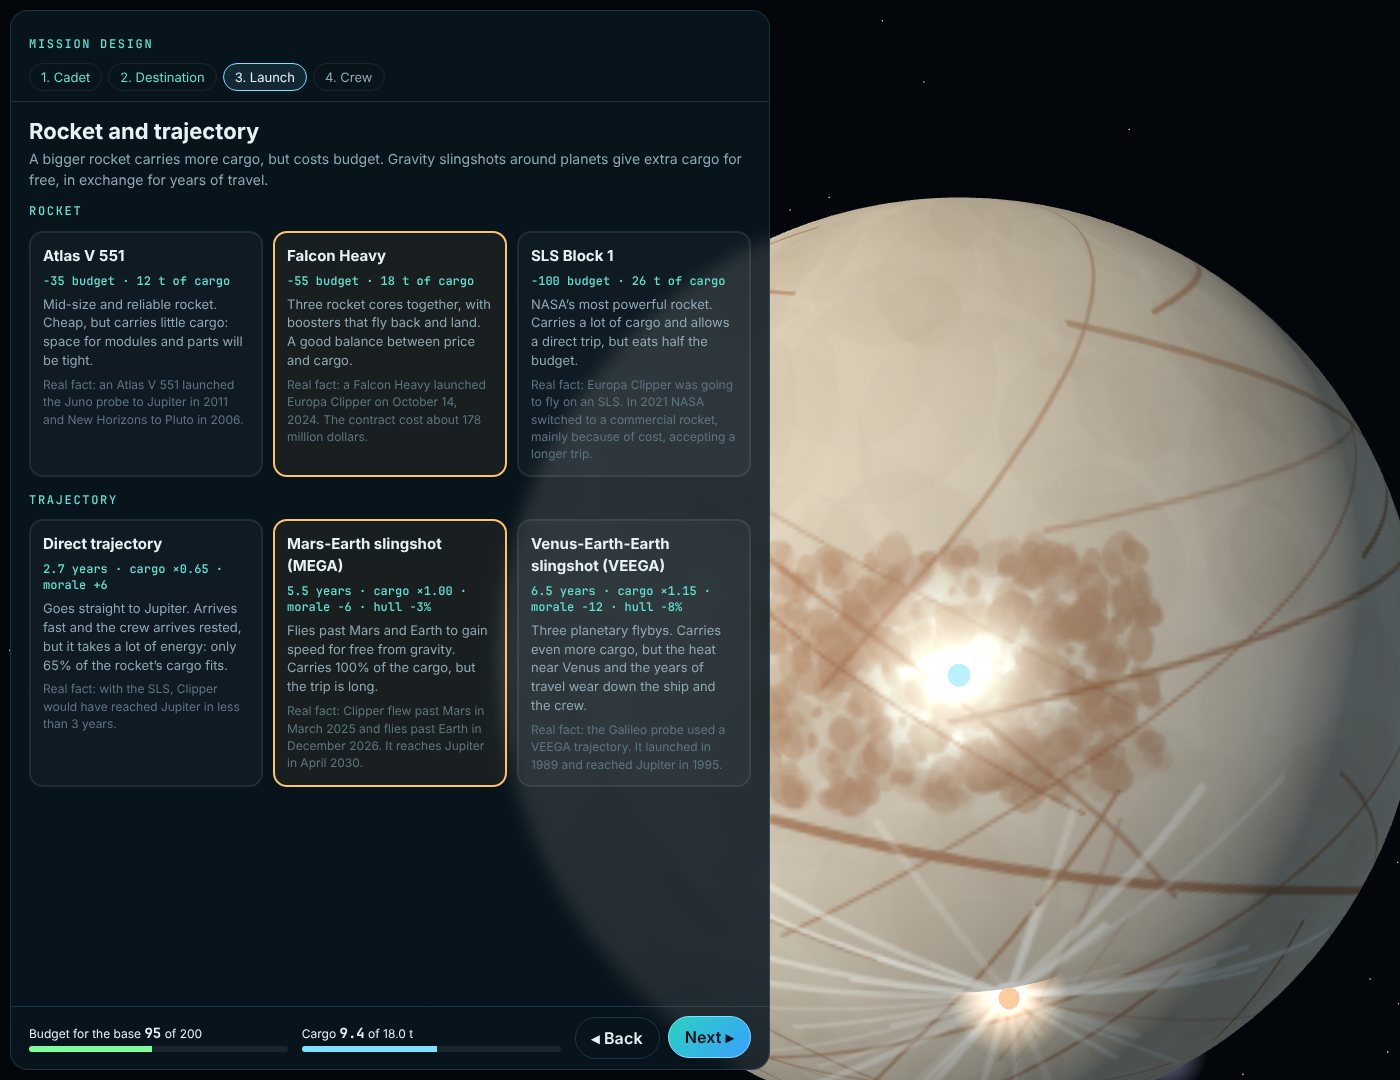 MISSION DESIGN
1. Cadet
2. Destination
3. Launch
4. Crew
Rocket and trajectory
A bigger rocket carries more cargo, but costs budget. Gravity slingshots around planets give extra cargo for
free, in exchange for years of travel.
ROCKET
Atlas V 551
-35 budget · 12 t of cargo
Mid-size and reliable rocket.
Cheap, but carries little cargo:
space for modules and parts will
be tight.
Real fact: an Atlas V 551 launched
the Juno probe to Jupiter in 2011
and New Horizons to Pluto in 2006.
Falcon Heavy
-55 budget · 18 t of cargo
Three rocket cores together, with
boosters that fly back and land.
A good balance between price
and cargo.
Real fact: a Falcon Heavy launched
Europa Clipper on October 14,
2024. The contract cost about 178
million dollars.
SLS Block 1
-100 budget · 26 t of cargo
NASA's most powerful rocket.
Carries a lot of cargo and allows
a direct trip, but eats half the
budget.
Real fact: Europa Clipper was going
to fly on an SLS. In 2021 NASA
switched to a commercial rocket,
mainly because of cost, accepting a
longer trip.
TRAJECTORY
Direct trajectory
2.7 years · cargo ×0.65 ·
morale +6
Goes straight to Jupiter. Arrives
fast and the crew arrives rested,
but it takes a lot of energy: only
65% of the rocket's cargo fits.
Real fact: with the SLS, Clipper
would have reached Jupiter in less
than 3 years.
Mars-Earth slingshot
(MEGA)
5.5 years · cargo ×1.00 ·
morale -6 · hull -3%
Flies past Mars and Earth to gain
speed for free from gravity.
Carries 100% of the cargo, but
the trip is long.
Real fact: Clipper flew past Mars in
March 2025 and flies past Earth in
December 2026. It reaches Jupiter
in April 2030.
Venus-Earth-Earth
slingshot (VEEGA)
6.5 years · cargo ×1.15 ·
morale -12 · hull -8%
Three planetary flybys. Carries
even more cargo, but the heat
near Venus and the years of
travel wear down the ship and
the crew.
Real fact: the Galileo probe used a
VEEGA trajectory. It launched in
1989 and reached Jupiter in 1995.
Budget for the base 95 of 200
Cargo 9.4 of 18.0 t
◂ Back
Next ▸